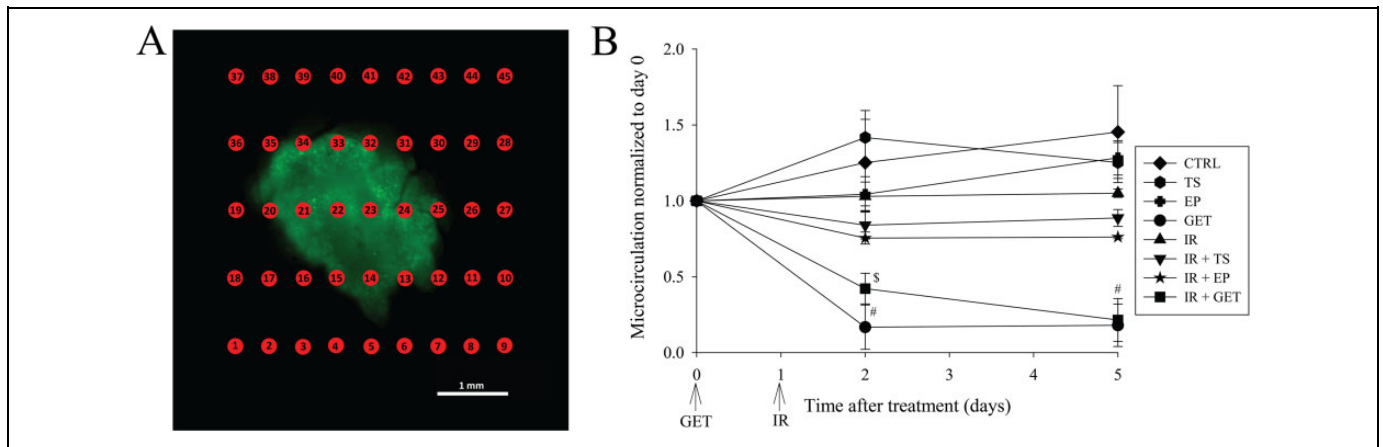 A
37 38 39 40 41 42 43 44 45
36 35 34 33 32 31 30 29 28
19 20 21 22 23 24 25 26 27
18 17 16 15 14 13 12 11 10
1 2 3 4 5 6 7 8 9
1 mm
B
Microcirculation normalized to day 0
2.0
1.5
1.0
0.5
0.0
$
#
#
0 1 2 3 4 5
GET IR
Time after treatment (days)
CTRL
TS
EP
GET
IR
IR + TS
IR + EP
IR + GET